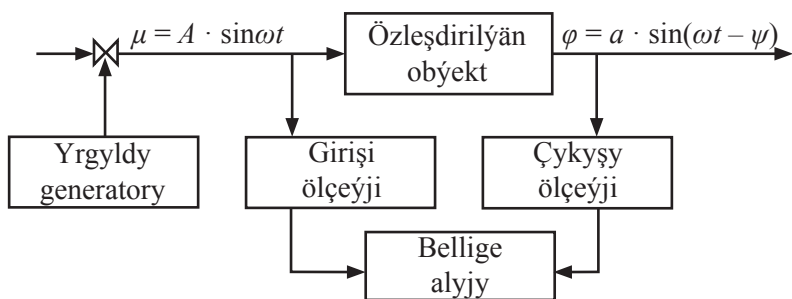 μ = A · sinωt
Özleşdirilýän
obýekt
φ = a · sin(ωt – ψ)
Yrgyldy
generatory
Girişi
ölçeýji
Çykyşy
ölçeýji
Bellige
alyjy